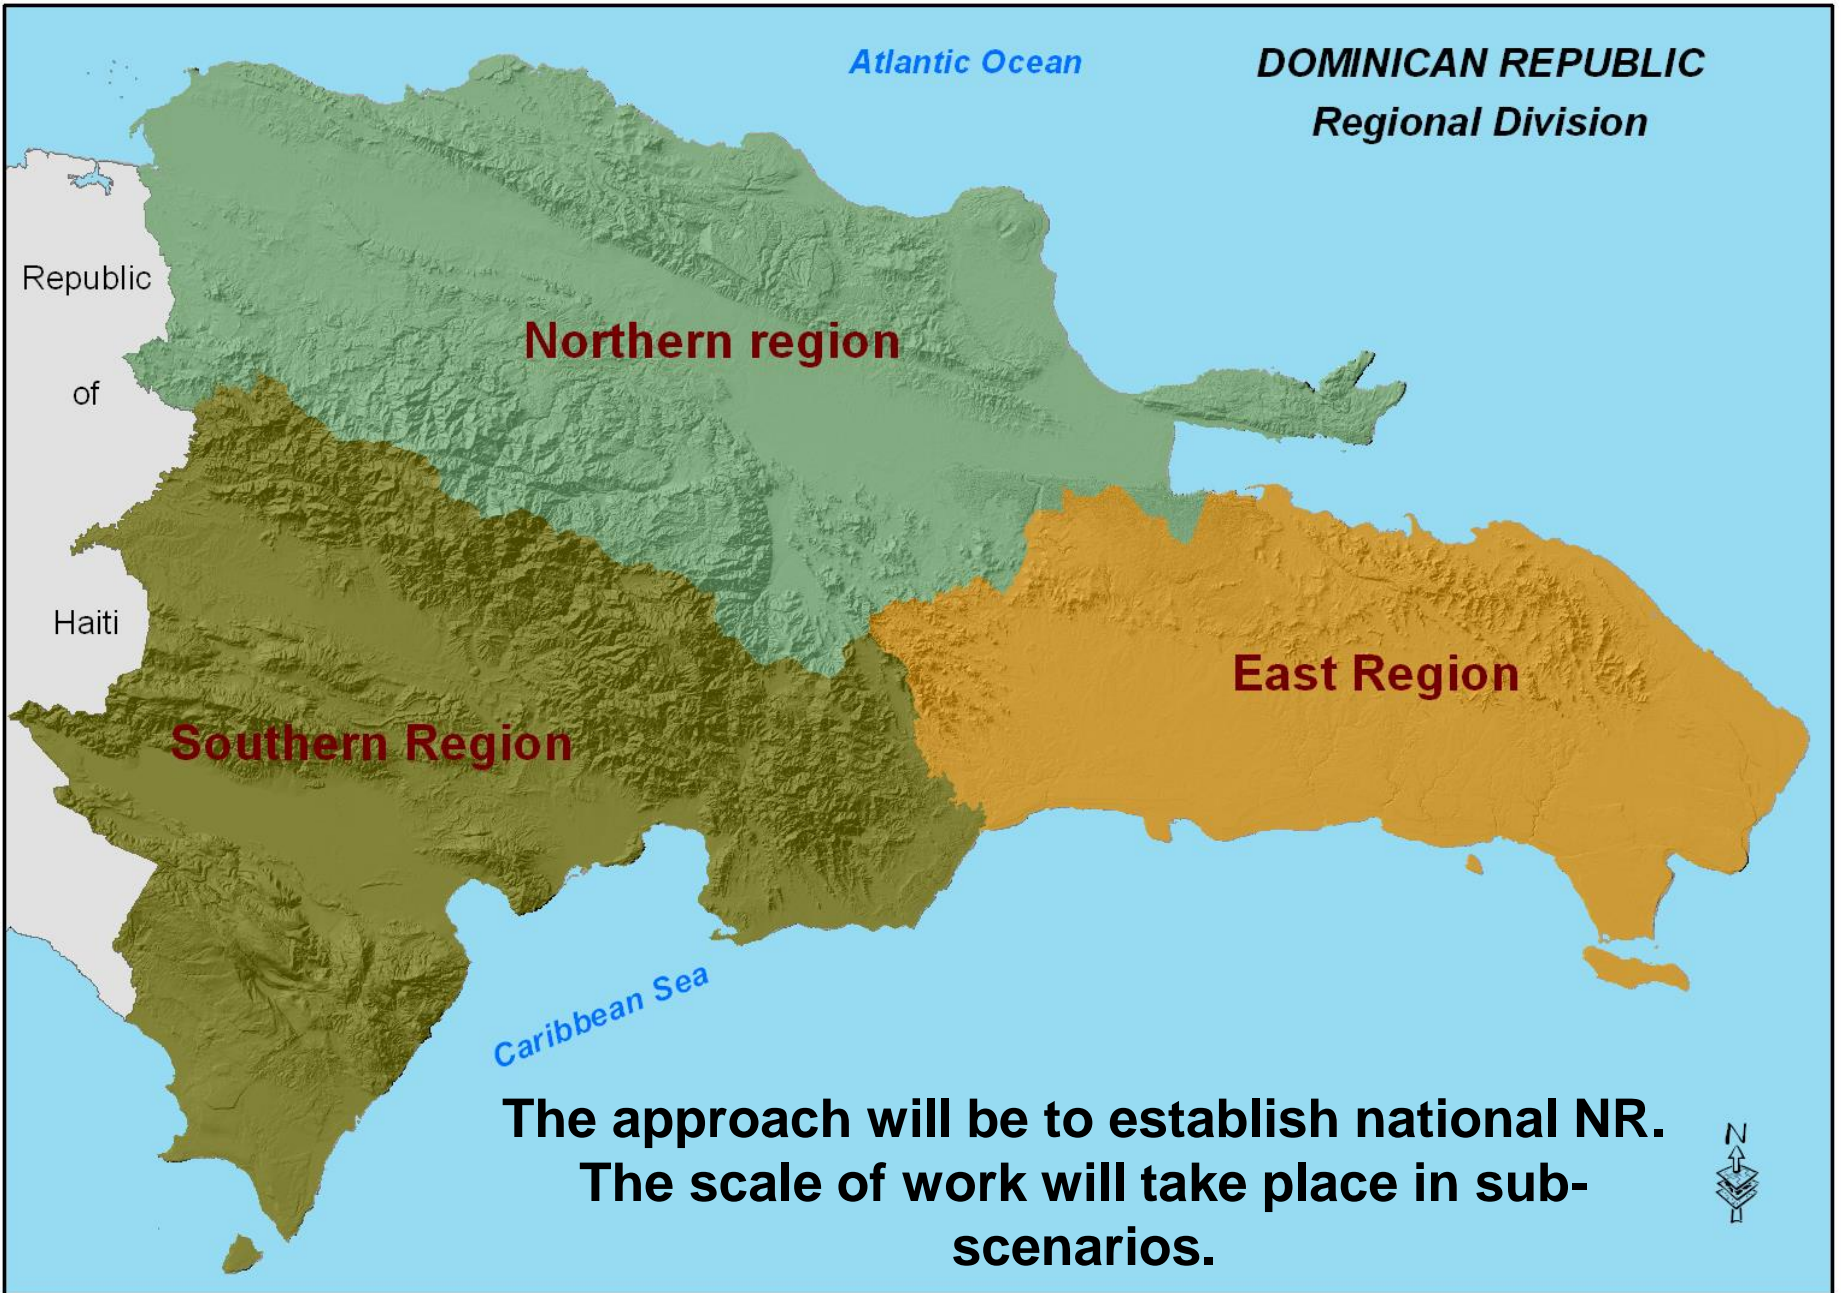 Atlantic Ocean
DOMINICAN REPUBLIC
Regional Division
Republic
of
Haiti
Northern region
East Region
Southern Region
Caribbean Sea
The approach will be to establish national NR.
The scale of work will take place in sub-
scenarios.
N